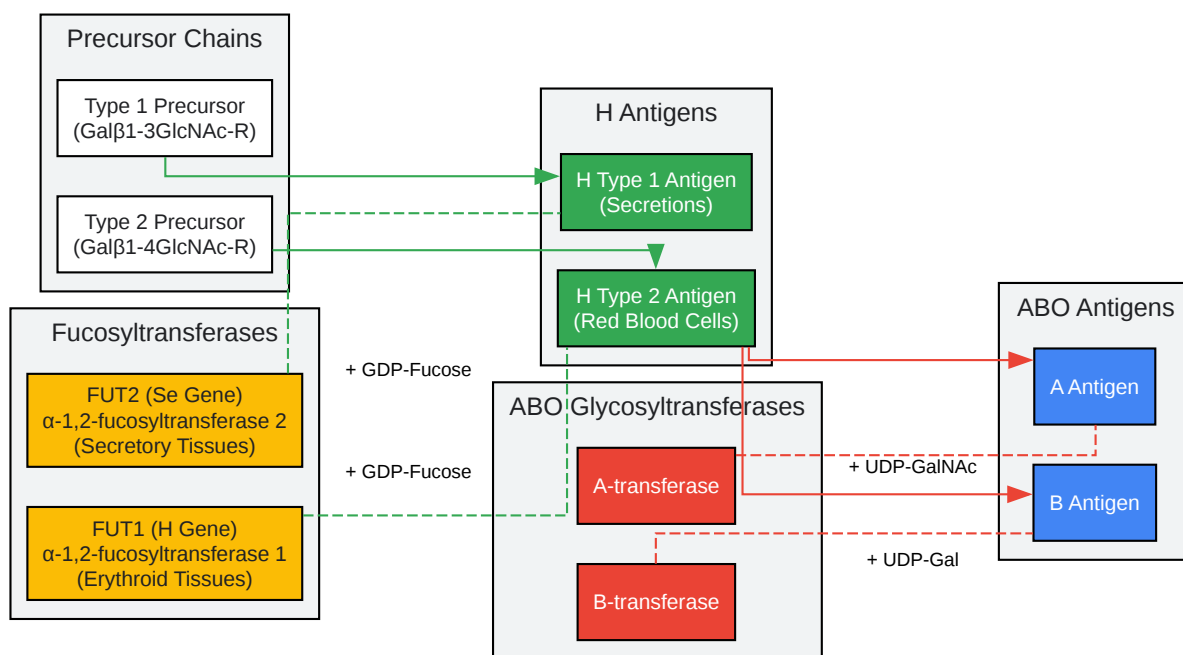 Precursor Chains
Type 1 Precursor
(Galβ1-3GlcNAc-R)
Type 2 Precursor
(Galβ1-4GlcNAc-R)
Fucosyltransferases
FUT2 (Se Gene)
α-1,2-fucosyltransferase 2
(Secretory Tissues)
FUT1 (H Gene)
α-1,2-fucosyltransferase 1
(Erythroid Tissues)
+ GDP-Fucose
+ GDP-Fucose
H Antigens
H Type 1 Antigen
(Secretions)
H Type 2 Antigen
(Red Blood Cells)
ABO Glycosyltransferases
A-transferase
B-transferase
+ UDP-GalNAc
+ UDP-Gal
ABO Antigens
A Antigen
B Antigen